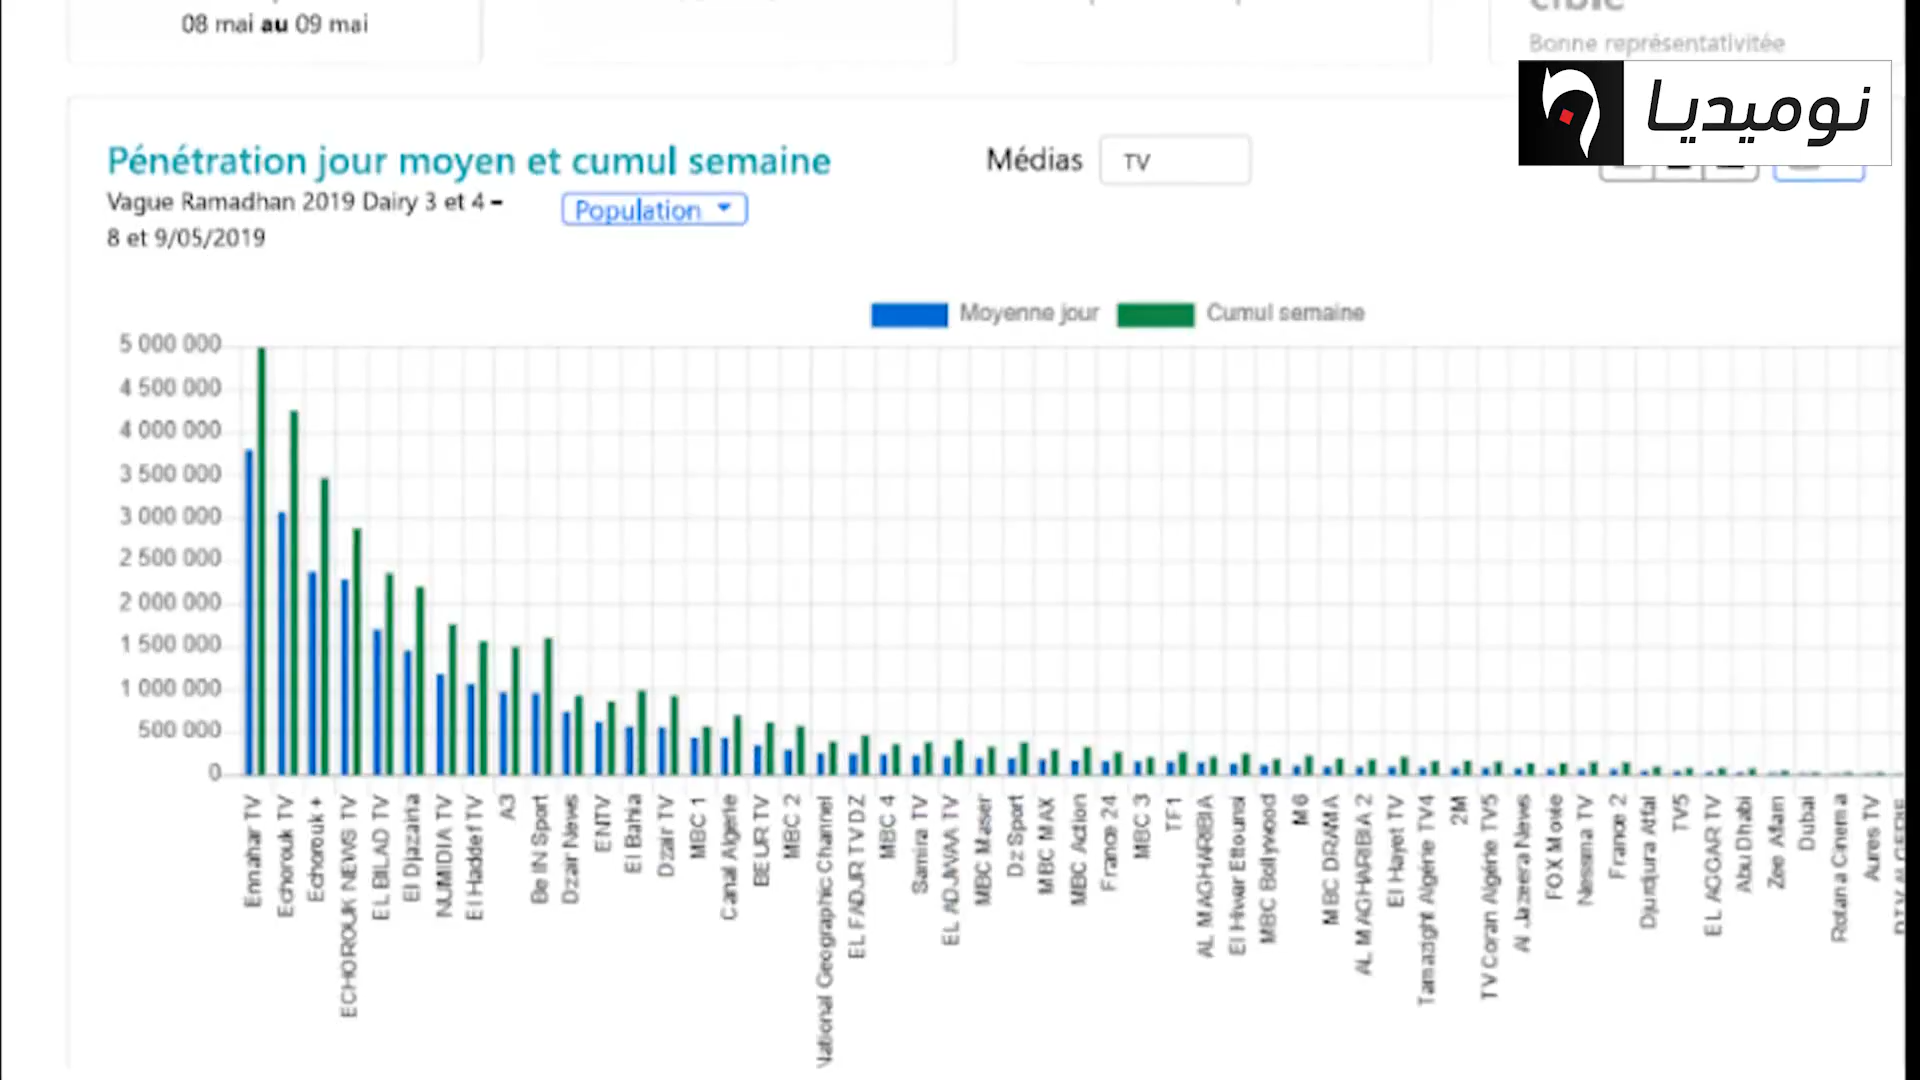 08 mai au 09 mai
Bonne représentativitée
نوميديا
Pénétration jour moyen et cumul semaine
Médias TV
Vague Ramadhan 2019 Dairy 3 et 4 –
8 et 9/05/2019
Population
Moyenne jour
Cumul semaine
5 000 000
4 500 000
4 000 000
3 500 000
3 000 000
2 500 000
2 000 000
1 500 000
1 000 000
500 000
0
Ennahar TV
Echorouk TV
Echorouk +
ECHOROUK NEWS TV
EL BILAD TV
El Djazairia
NUMIDIA TV
El Haddef TV
A3
Be IN Sport
Dzair News
ENTV
El Bahia
Dzair TV
MBC 1
Canal Algerie
BEUR TV
MBC 2
National Geographic Channel
EL FADJR TV DZ
MBC 4
Samira TV
EL ADJWAA TV
MBC Maser
Dz Sport
MBC MAX
MBC Action
France 24
MBC 3
TF1
AL MAGHARIBIA
El Hiwar Ettounsi
MBC Bollywood
M6
MBC DRAMA
AL MAGHARIBIA 2
El Hayet TV
Tamazight Algérie TV4
2M
TV Coran Algérie TV5
Al Jazeera News
FOX Movie
Nessma TV
France 2
Djurdjura Atfal
TV5
EL AGGAR TV
Abu Dhabi
Zee Aflam
Dubai
Rotana Cinema
Aures TV